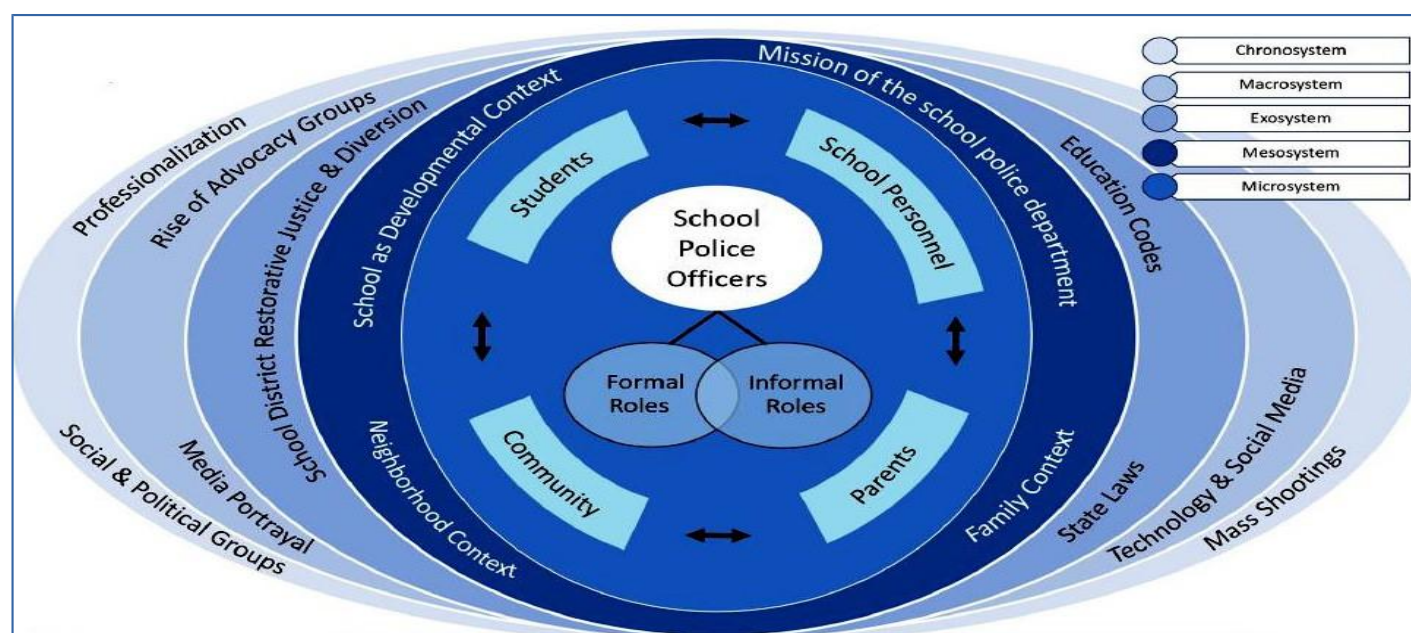 Chronosystem
Macrosystem
Exosystem
Mesosystem
Microsystem
Professionalization
Rise of Advocacy Groups
School District Restorative Justice & Diversion
School as Developmental Context
Mission of the school police department
Education Codes
Students
School Personnel
School
Police
Officers
Formal
Roles
Informal
Roles
Community
Parents
Neighborhood Context
Family Context
State Laws
Technology & Social Media
Mass Shootings
Media Portrayal
Social & Political Groups